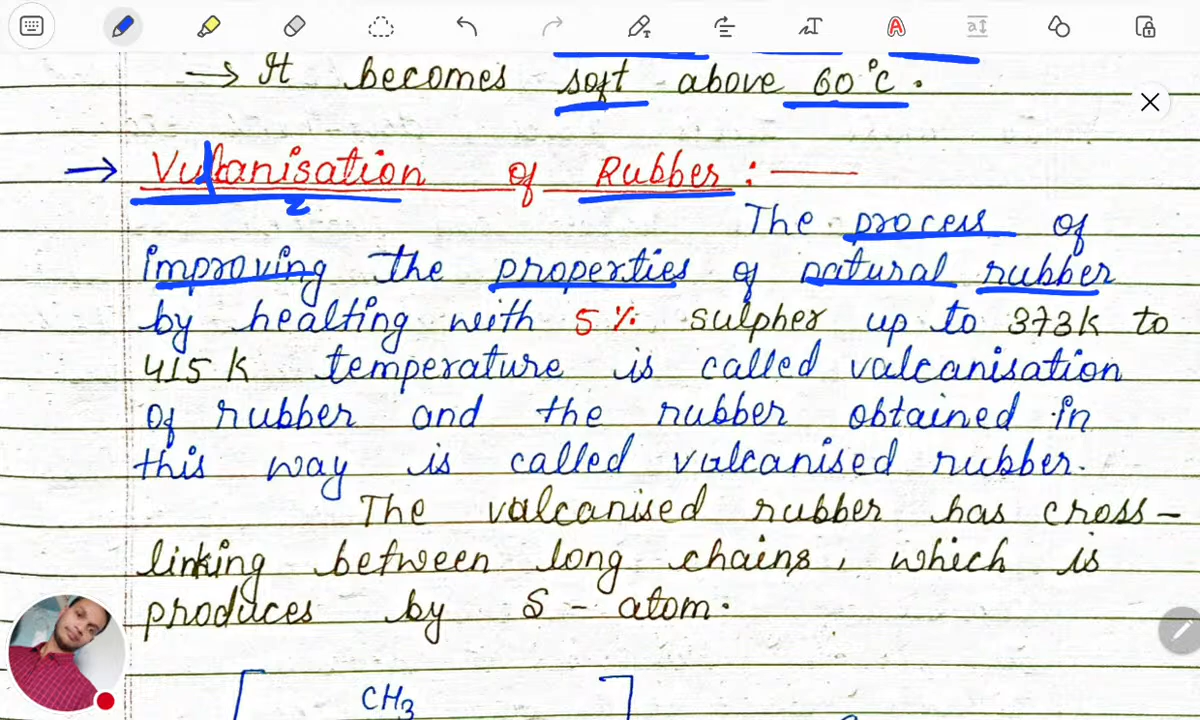 → It becomes soft above 60°C.
→ Vulcanisation of Rubber : —
The process of
improving the properties of natural rubber
by healting with 5% sulpher up to 373K to
415 K temperature is called valcanisation
of rubber and the rubber obtained in
this way is called vulcanised rubber.
The valcanised rubber has cross-
linking between long chains, which is
produces by S - atom.
CH3